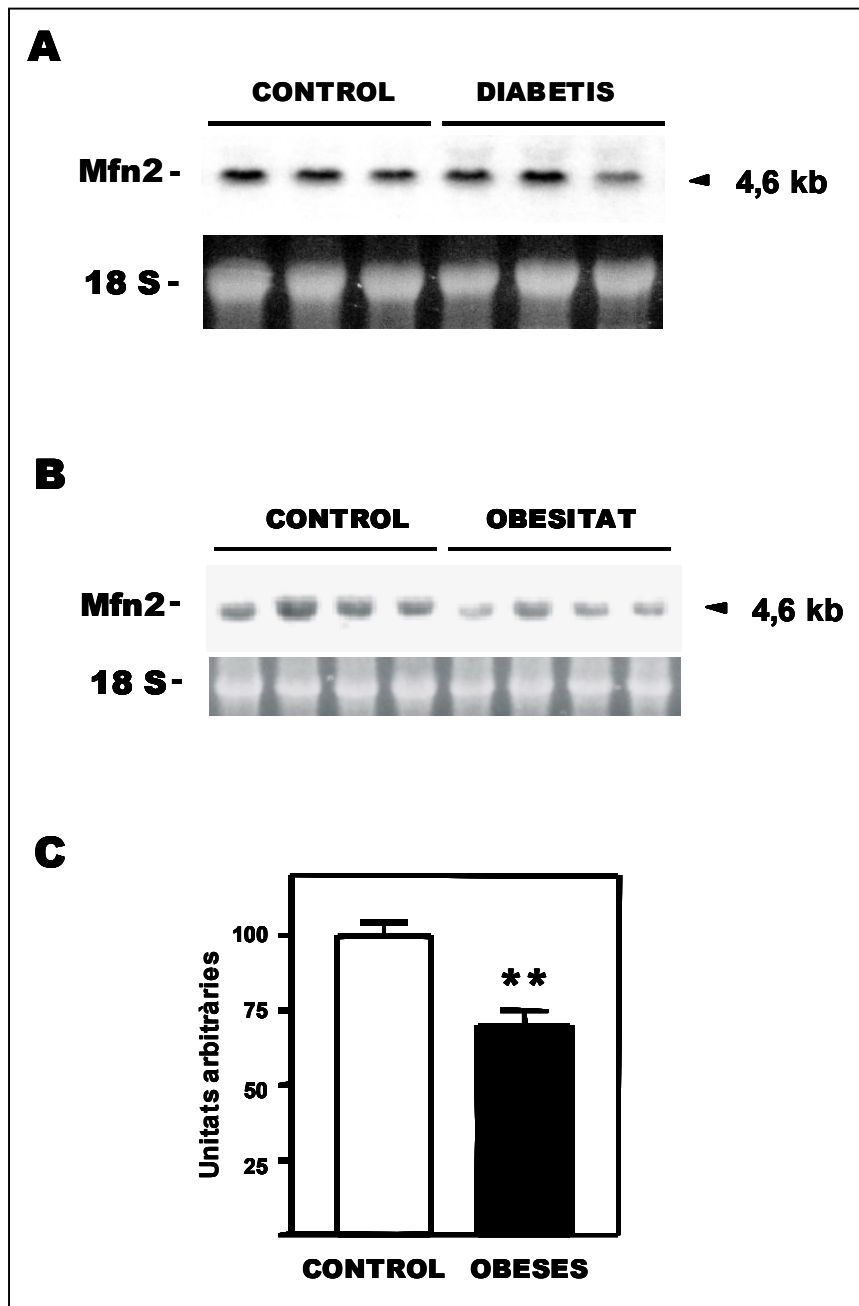 A
CONTROL DIABETIS
Mfn2 -
4,6 kb
18 S -
B
CONTROL OBESITAT
Mfn2 -
4,6 kb
18 S -
C
Unitats arbitràries
100
75
50
25
**
CONTROL OBESES